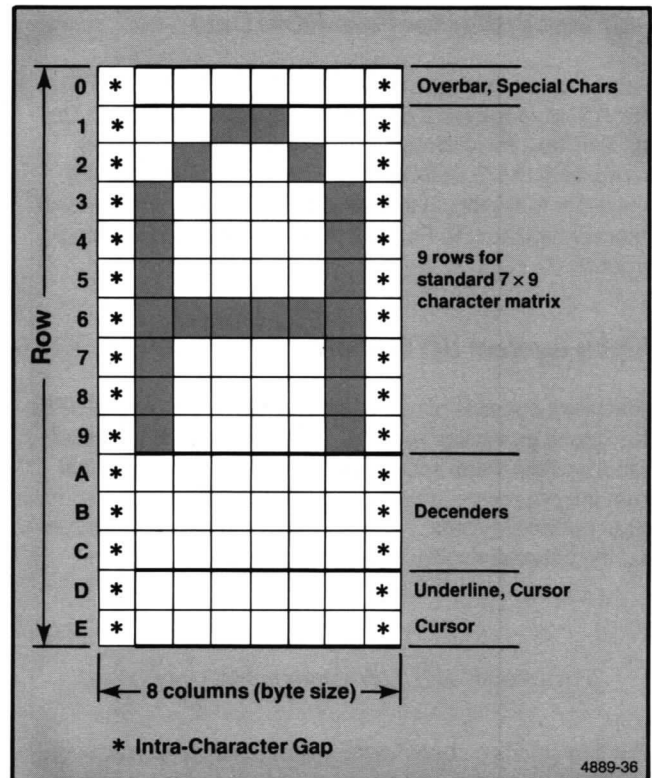 0 * * Overbar, Special Chars
1 * *
2 * *
3 * *
4 * *
5 * *
9 rows for
standard 7 × 9
character matrix
6 * *
7 * *
8 * *
9 * *
A * *
B * * Decenders
C * *
D * * Underline, Cursor
E * * Cursor
Row
8 columns (byte size)
* Intra-Character Gap
4889-36